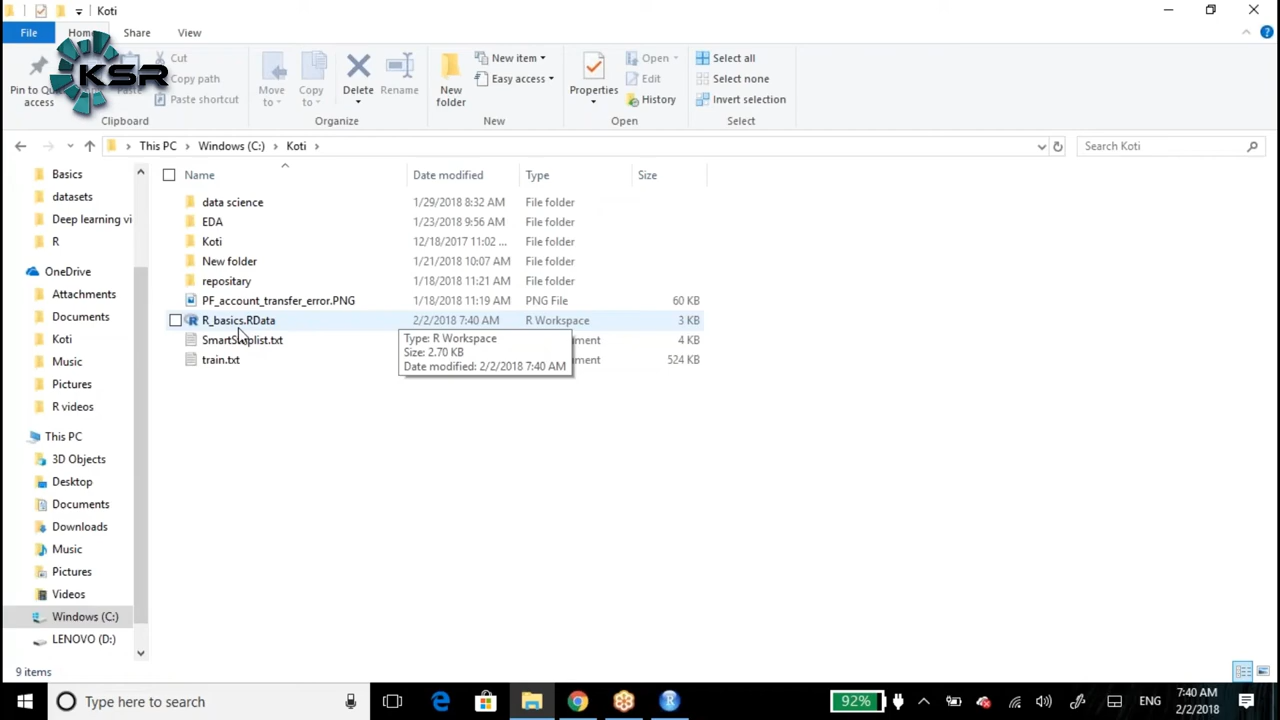 Koti
File
Home
Share
View
KSR
Pin to Quick
access
Cut
Copy path
Paste shortcut
Clipboard
Move
to
Copy
to
Delete
Rename
Organize
New
folder
New item
Easy access
New
Properties
Open
Edit
History
Open
Select all
Select none
Invert selection
Select
This PC
Windows (C:)
Koti
Search Koti
Name
Date modified
Type
Size
data science 1/29/2018 8:32 AM File folder
EDA 1/23/2018 9:56 AM File folder
Koti 12/18/2017 11:02 ... File folder
New folder 1/18/2018 10:07 AM File folder
repositary 1/18/2018 11:21 AM File folder
PF_account_transfer_error.PNG 1/18/2018 11:19 AM PNG File 60 KB
R_basics.RData 2/2/2018 7:40 AM R Workspace 3 KB
4 KB
train.txt 524 KB
Type: R Workspace
Size: 2.70 KB
Date modified: 2/2/2018 7:40 AM
Basics
datasets
Deep learning vi
R
OneDrive
Attachments
Documents
Koti
Music
Pictures
R videos
This PC
3D Objects
Desktop
Documents
Downloads
Music
Pictures
Videos
Windows (C:)
LENOVO (D:)
9 items
Type here to search
92%
ENG
7:40 AM
2/2/2018